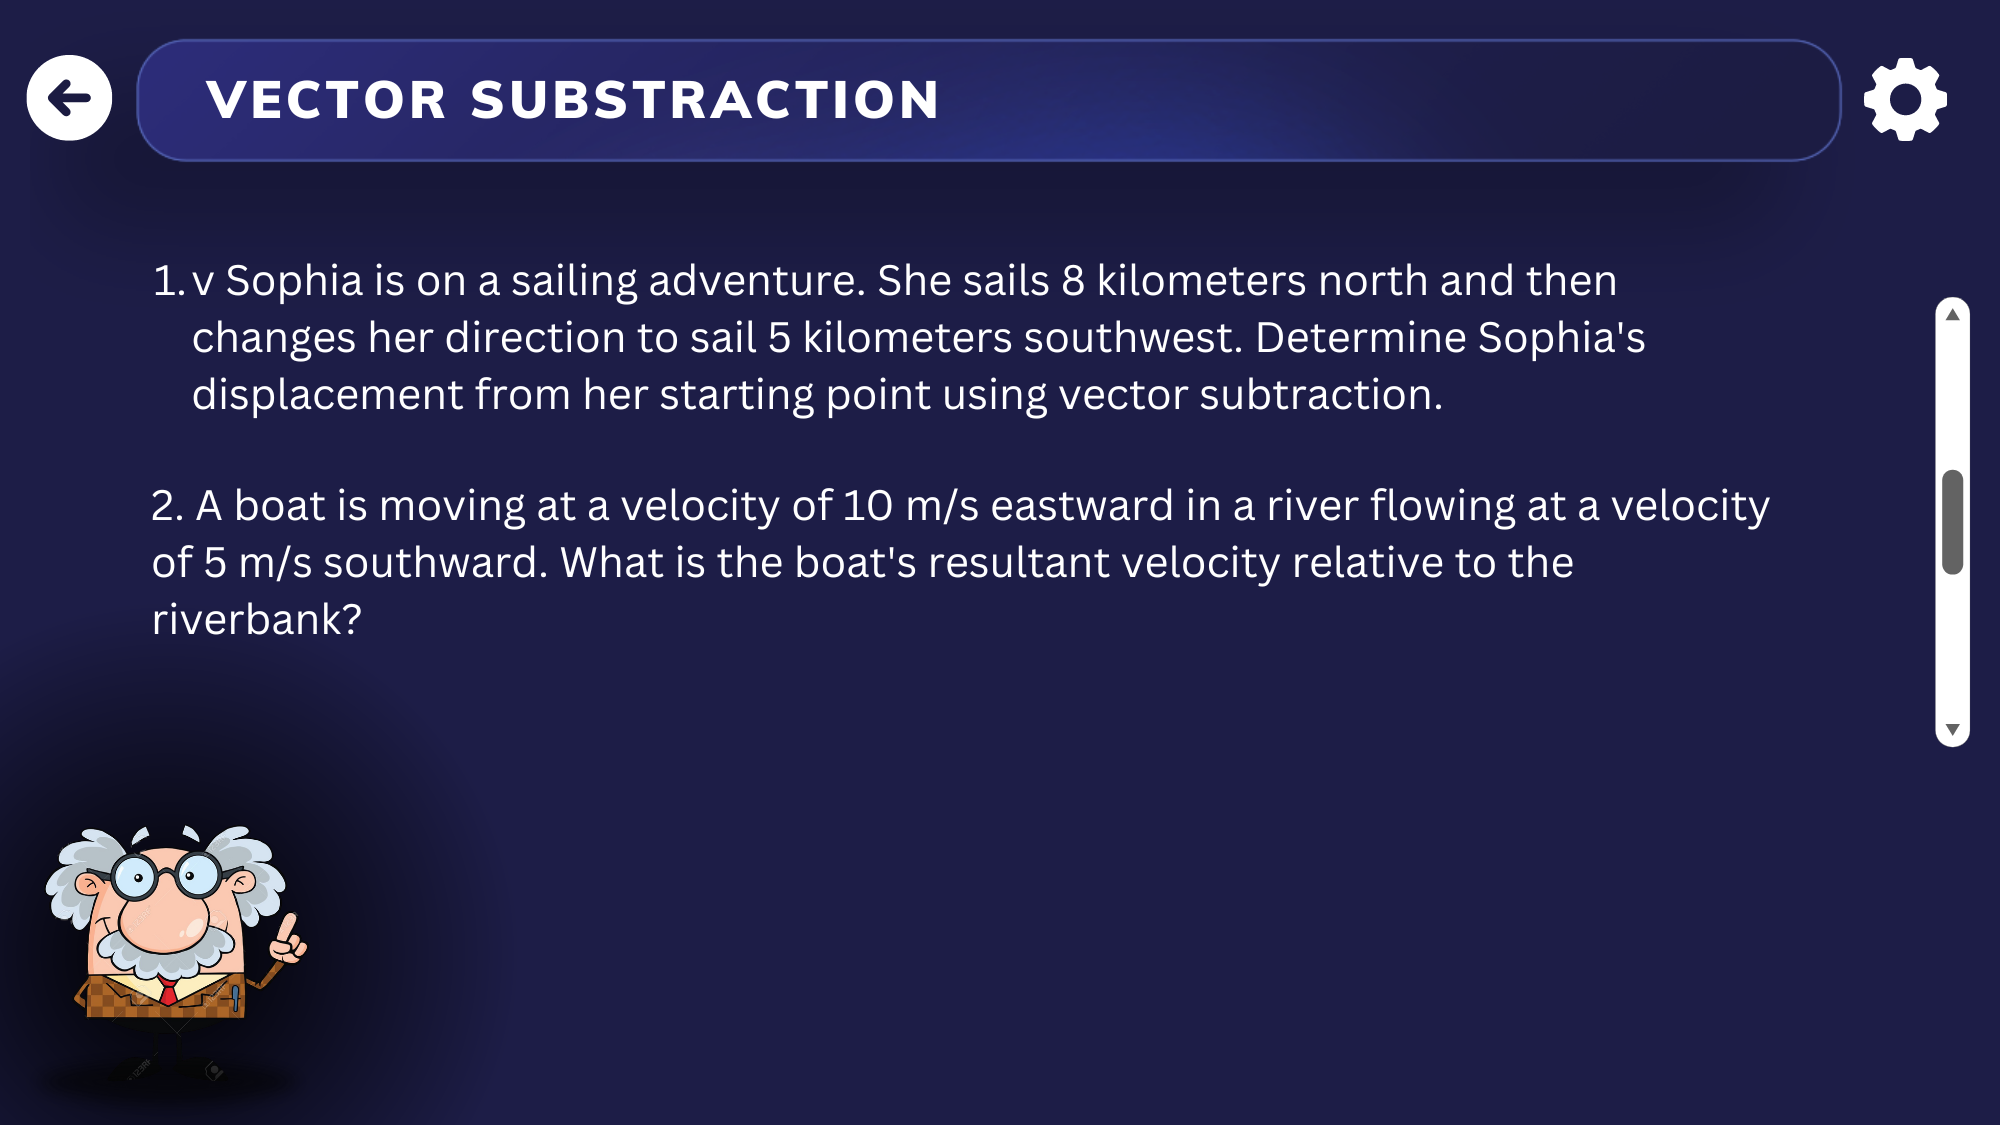 VECTOR SUBSTRACTION
1. v Sophia is on a sailing adventure. She sails 8 kilometers north and then
changes her direction to sail 5 kilometers southwest. Determine Sophia's
displacement from her starting point using vector subtraction.
2. A boat is moving at a velocity of 10 m/s eastward in a river flowing at a velocity
of 5 m/s southward. What is the boat's resultant velocity relative to the
riverbank?